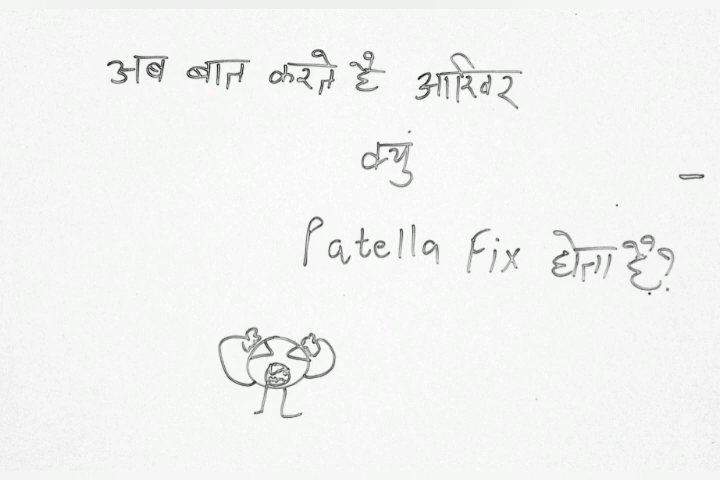 अब बात करते है आखिर
क्युं
Patella Fix होता है?